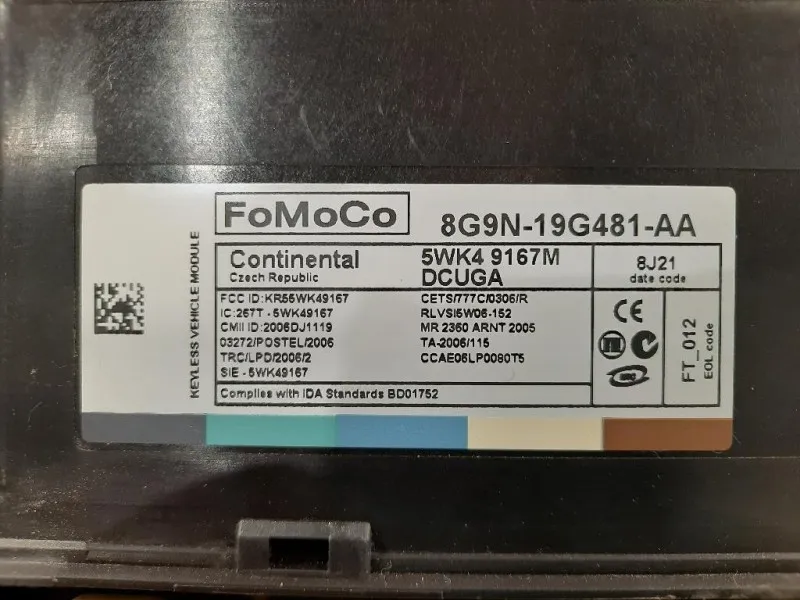 KEYLESS VEHICLE MODULE
FoMoCo
8G9N-19G481-AA
Continental
Czech Republic
5WK4 9167M
DCUGA
8J21
date code
FCC ID:KR55WK49167
IC:267T - 5WK49167
CMII ID:2006DJ1119
03272/POSTEL/2006
TRC/LPD/2006/2
SIE - 5WK49167
CETS/777C/0306/R
RLVSI5W06-152
MR 2360 ARNT 2005
TA-2006/115
CCAE06LP0080T5
CE
FT_012
EOL code
Complies with IDA Standards BD01752